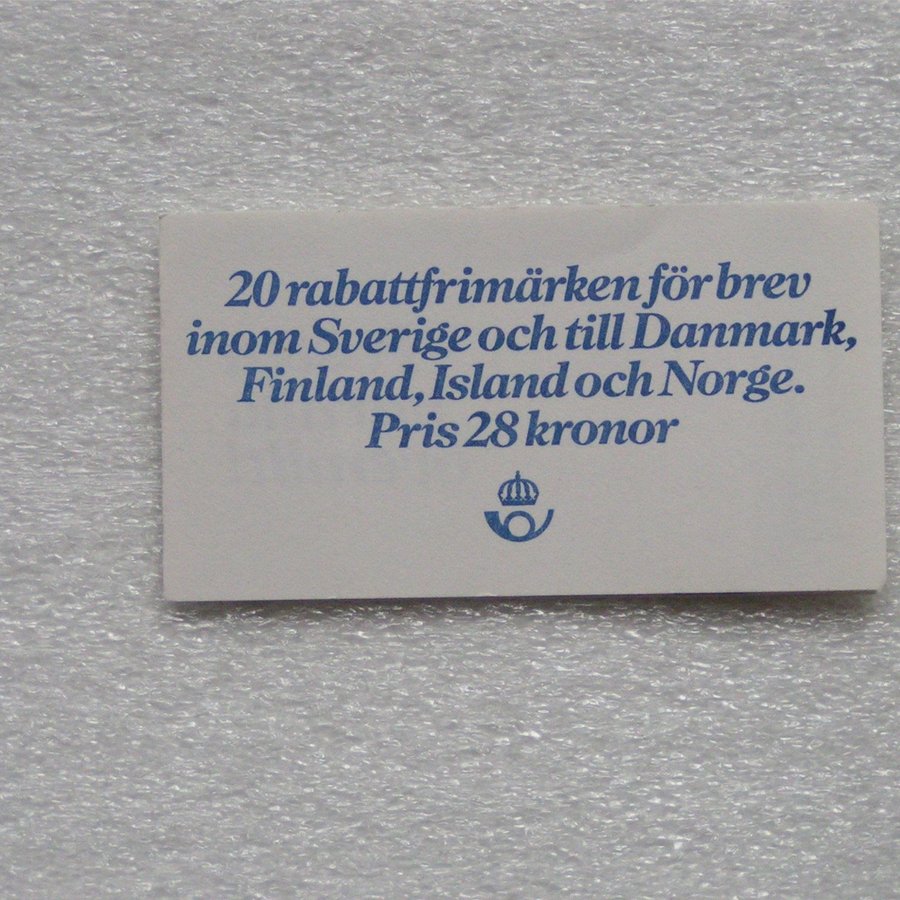 20 rabattfrimärken för brev
inom Sverige och till Danmark,
Finland, Island och Norge.
Pris 28 kronor